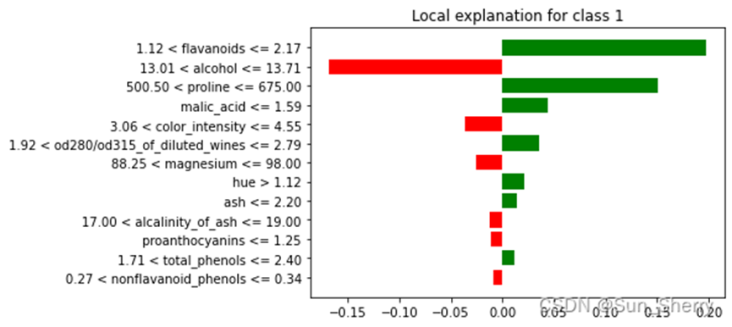 Local explanation for class 1
1.12 < flavanoids <= 2.17
13.01 < alcohol <= 13.71
500.50 < proline <= 675.00
malic_acid <= 1.59
3.06 < color_intensity <= 4.55
1.92 < od280/od315_of_diluted_wines <= 2.79
88.25 < magnesium <= 98.00
hue > 1.12
ash <= 2.20
17.00 < alcalinity_of_ash <= 19.00
proanthocyanins <= 1.25
1.71 < total_phenols <= 2.40
0.27 < nonflavanoid_phenols <= 0.34
−0.15 −0.10 −0.05 0.00 0.05 0.10 0.15 0.20
CSDN @Sun_Sherry